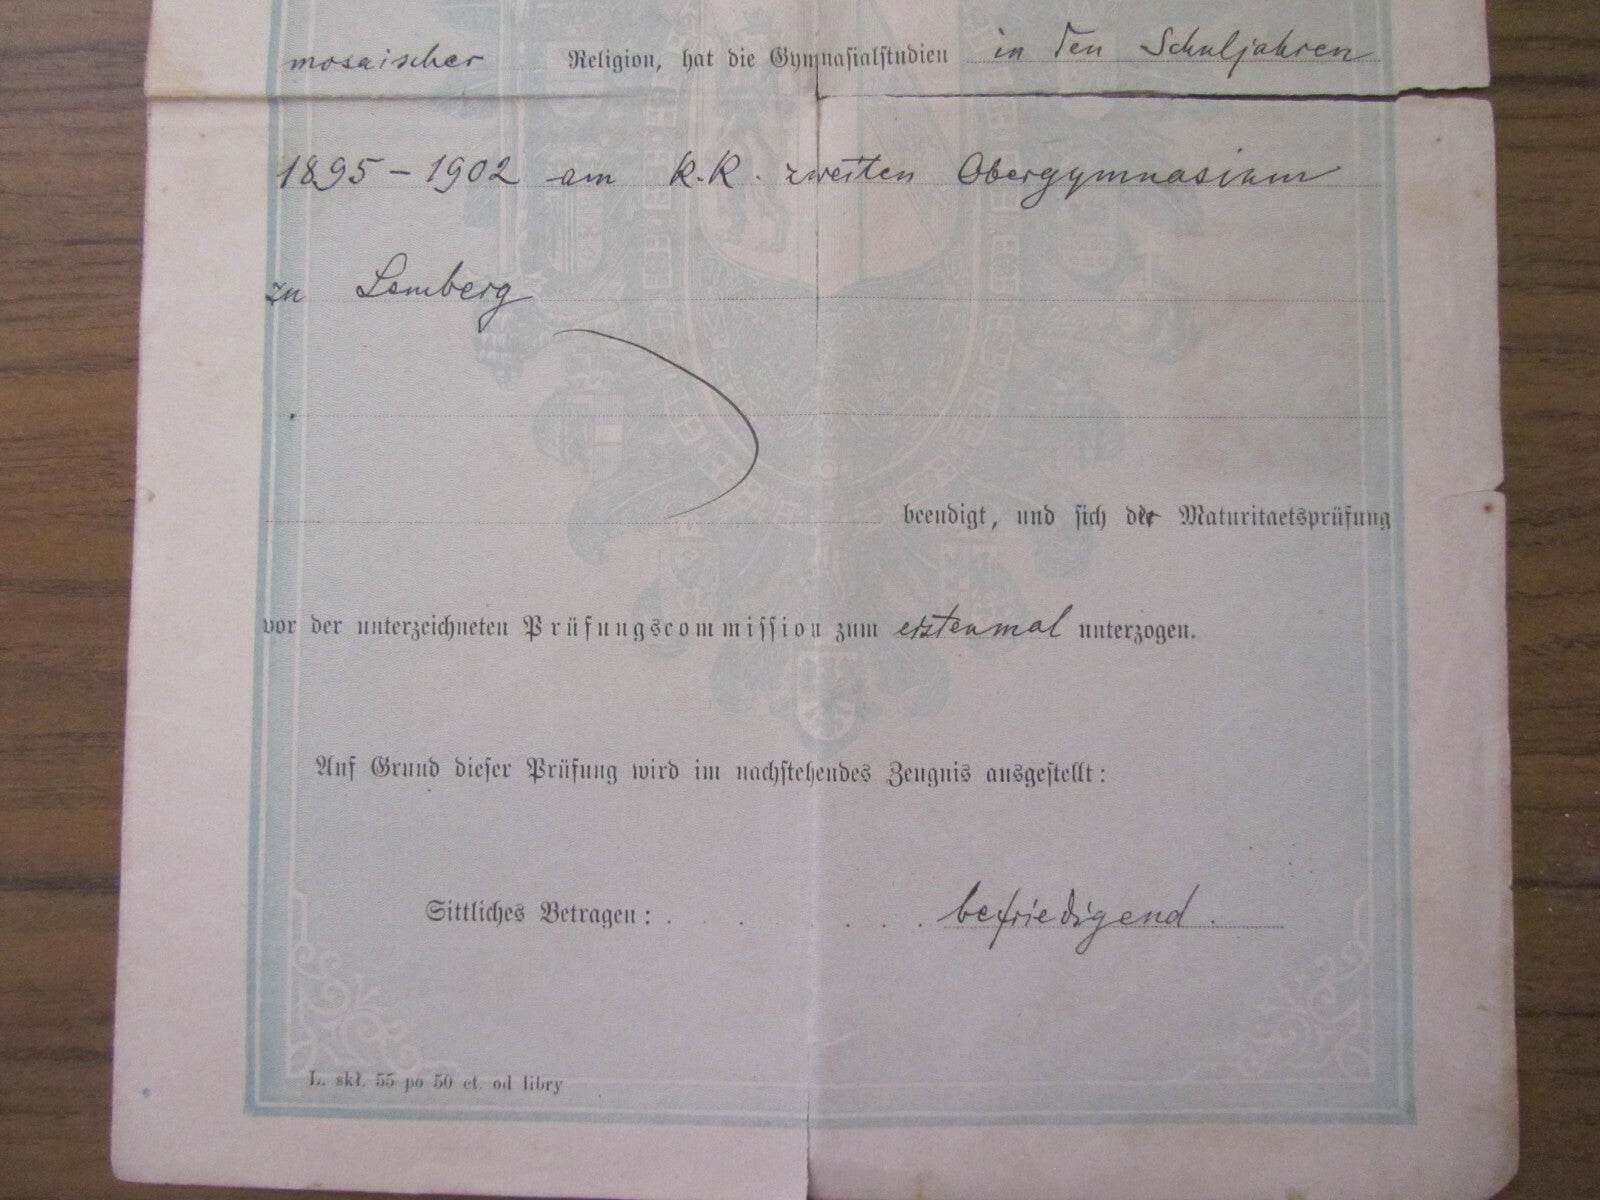 mosaischer Religion, hat die Gymnasialstudien in den Schuljahren
1895 – 1902 am k.k. zweiten Obergymnasium
zu Lemberg
beendigt, und sich der Maturitaetsprüfung
vor der unterzeichneten Prüfungscommission zum erstenmal unterzogen.
Auf Grund dieser Prüfung wird im nachstehendes Zeugnis ausgestellt:
Sittliches Betragen: . . . . . . befriedigend.
L. skł. 55 po 50 ct. od libry